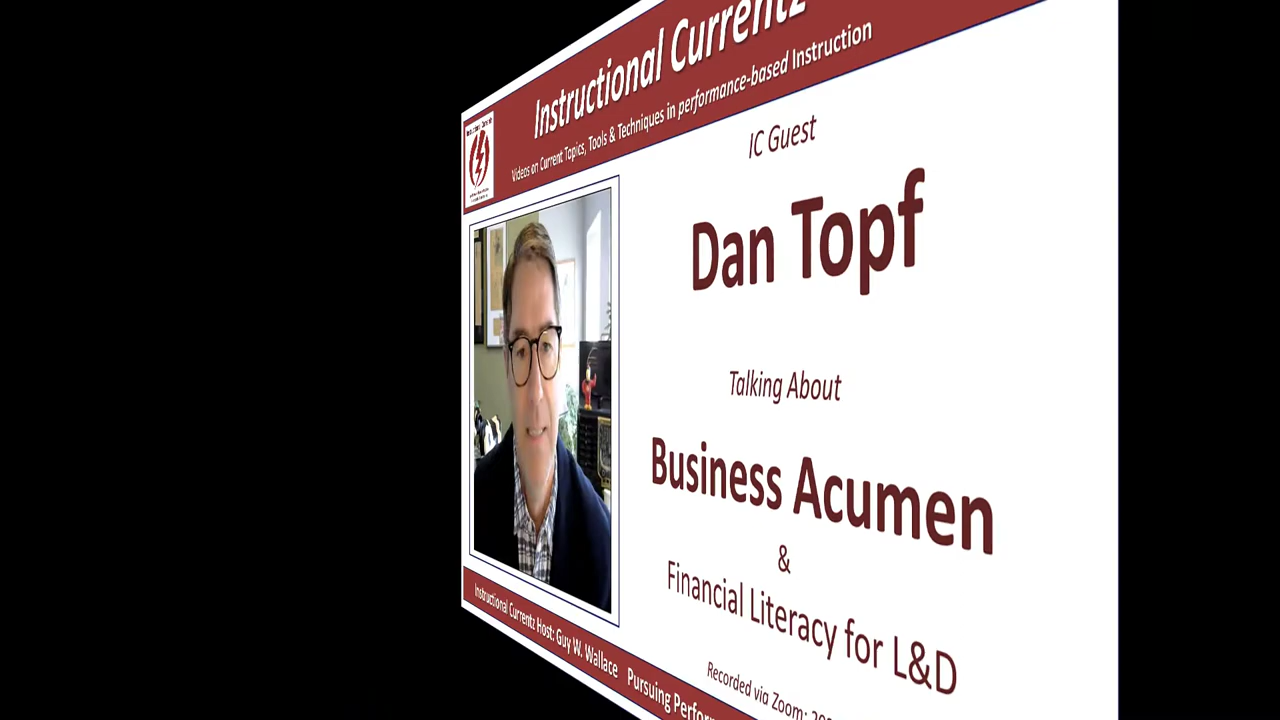 Instructional Currentz
Videos on Current Topics, Tools & Techniques in performance-based Instruction
IC Guest
Dan Topf
Talking About
Business Acumen
&
Financial Literacy for L&D
Recorded via Zoom:
Instructional Currentz Host: Guy W. Wallace Pursuing